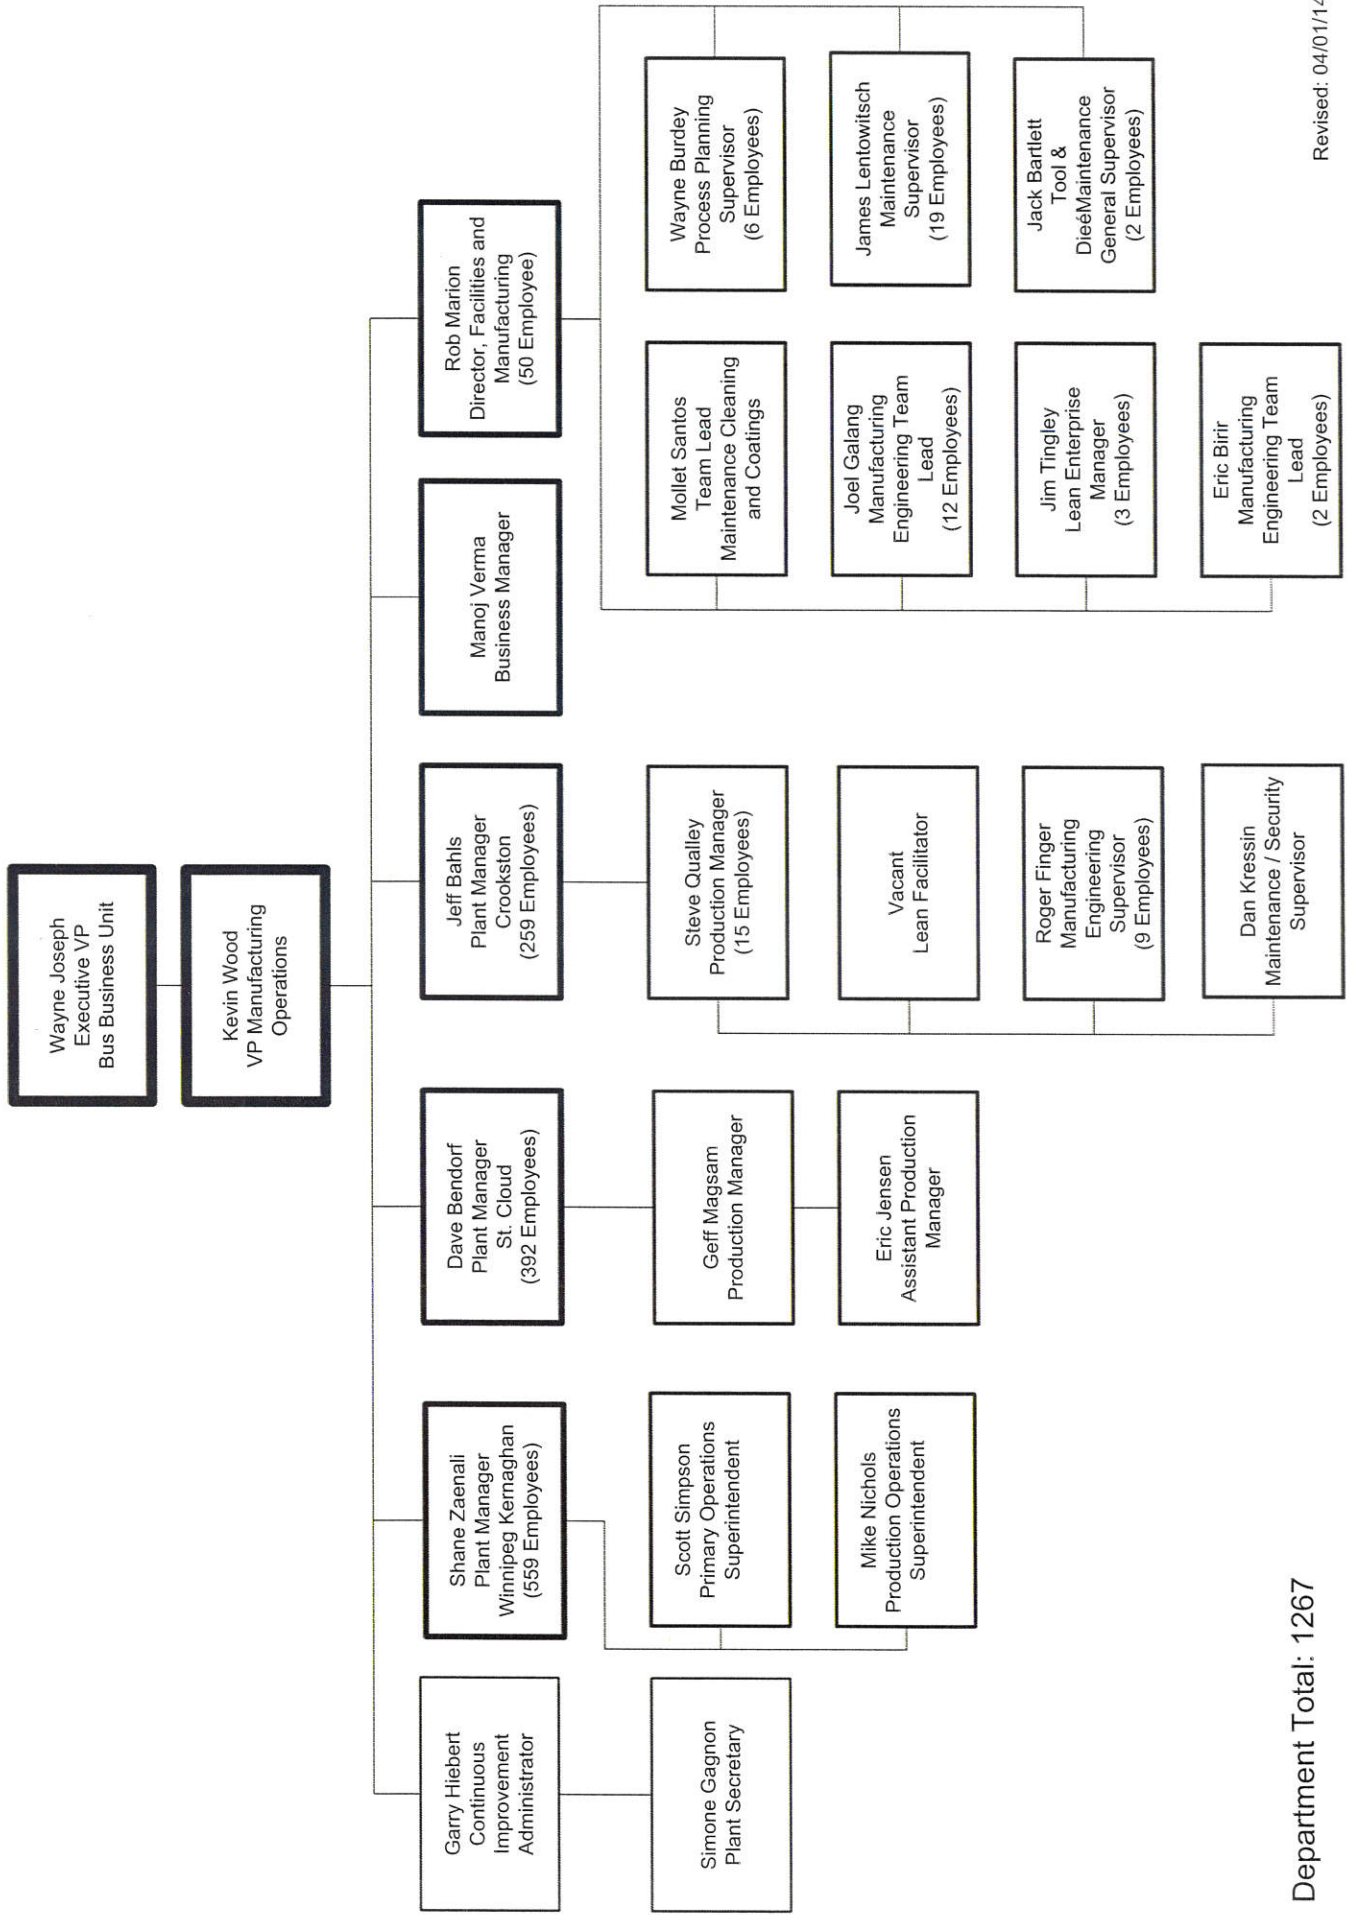 Wayne Joseph
Executive VP
Bus Business Unit
Kevin Wood
VP Manufacturing
Operations
Garry Hiebert
Continuous
Improvement
Administrator
Shane Zaenali
Plant Manager
Winnipeg Kernaghan
(559 Employees)
Dave Bendorf
Plant Manager
St. Cloud
(392 Employees)
Jeff Bahls
Plant Manager
Crookston
(259 Employees)
Manoj Verma
Business Manager
Rob Marion
Director, Facilities and
Manufacturing
(50 Employee)
Simone Gagnon
Plant Secretary
Scott Simpson
Primary Operations
Superintendent
Geff Magsam
Production Manager
Steve Qualley
Production Manager
(15 Employees)
Mollet Santos
Team Lead
Maintenance Cleaning
and Coatings
Wayne Burdey
Process Planning
Supervisor
(6 Employees)
Mike Nichols
Production Operations
Superintendent
Eric Jensen
Assistant Production
Manager
Vacant
Lean Facilitator
Joel Galang
Manufacturing
Engineering Team
Lead
(12 Employees)
James Lentowitsch
Maintenance
Supervisor
(19 Employees)
Roger Finger
Manufacturing
Engineering
Supervisor
(9 Employees)
Jim Tingley
Lean Enterprise
Manager
(3 Employees)
Jack Bartlett
Tool &
DieéMaintenance
General Supervisor
(2 Employees)
Dan Kressin
Maintenance / Security
Supervisor
Eric Birir
Manufacturing
Engineering Team
Lead
(2 Employees)
Department Total: 1267
Revised: 04/01/14